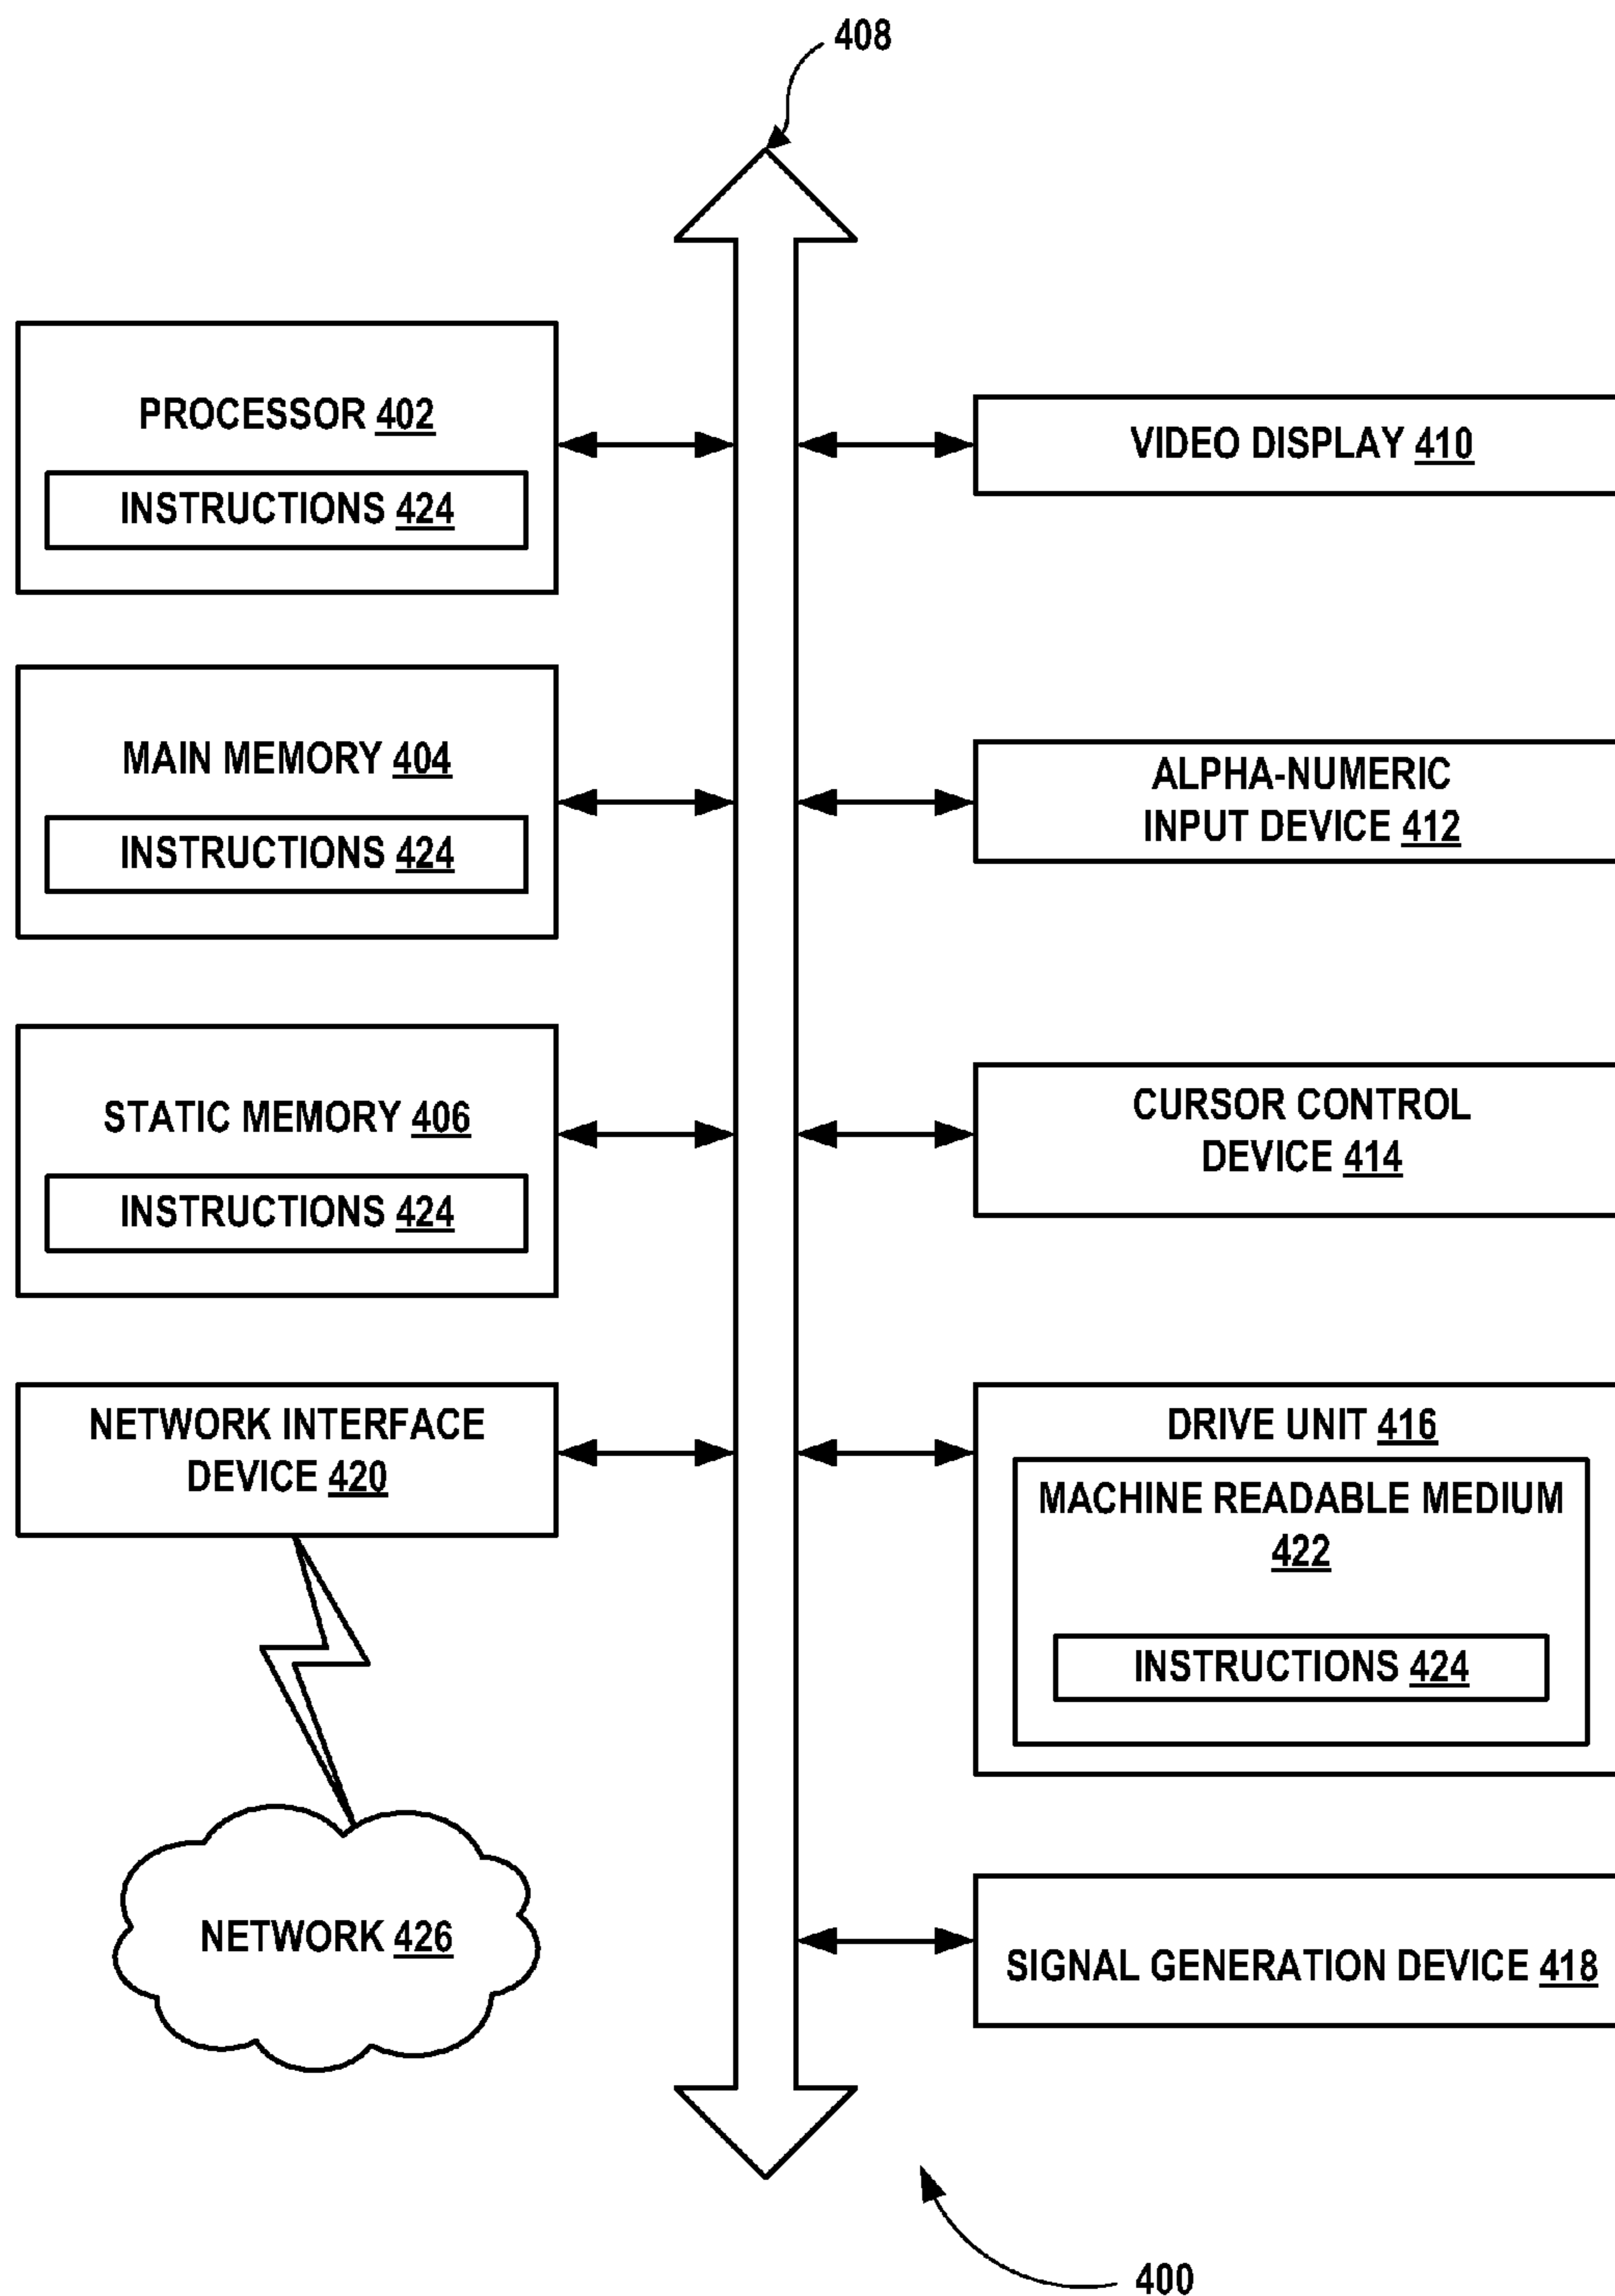 408
PROCESSOR 402
INSTRUCTIONS 424
MAIN MEMORY 404
INSTRUCTIONS 424
STATIC MEMORY 406
INSTRUCTIONS 424
NETWORK INTERFACE
DEVICE 420
NETWORK 426
VIDEO DISPLAY 410
ALPHA-NUMERIC
INPUT DEVICE 412
CURSOR CONTROL
DEVICE 414
DRIVE UNIT 416
MACHINE READABLE MEDIUM
422
INSTRUCTIONS 424
SIGNAL GENERATION DEVICE 418
400